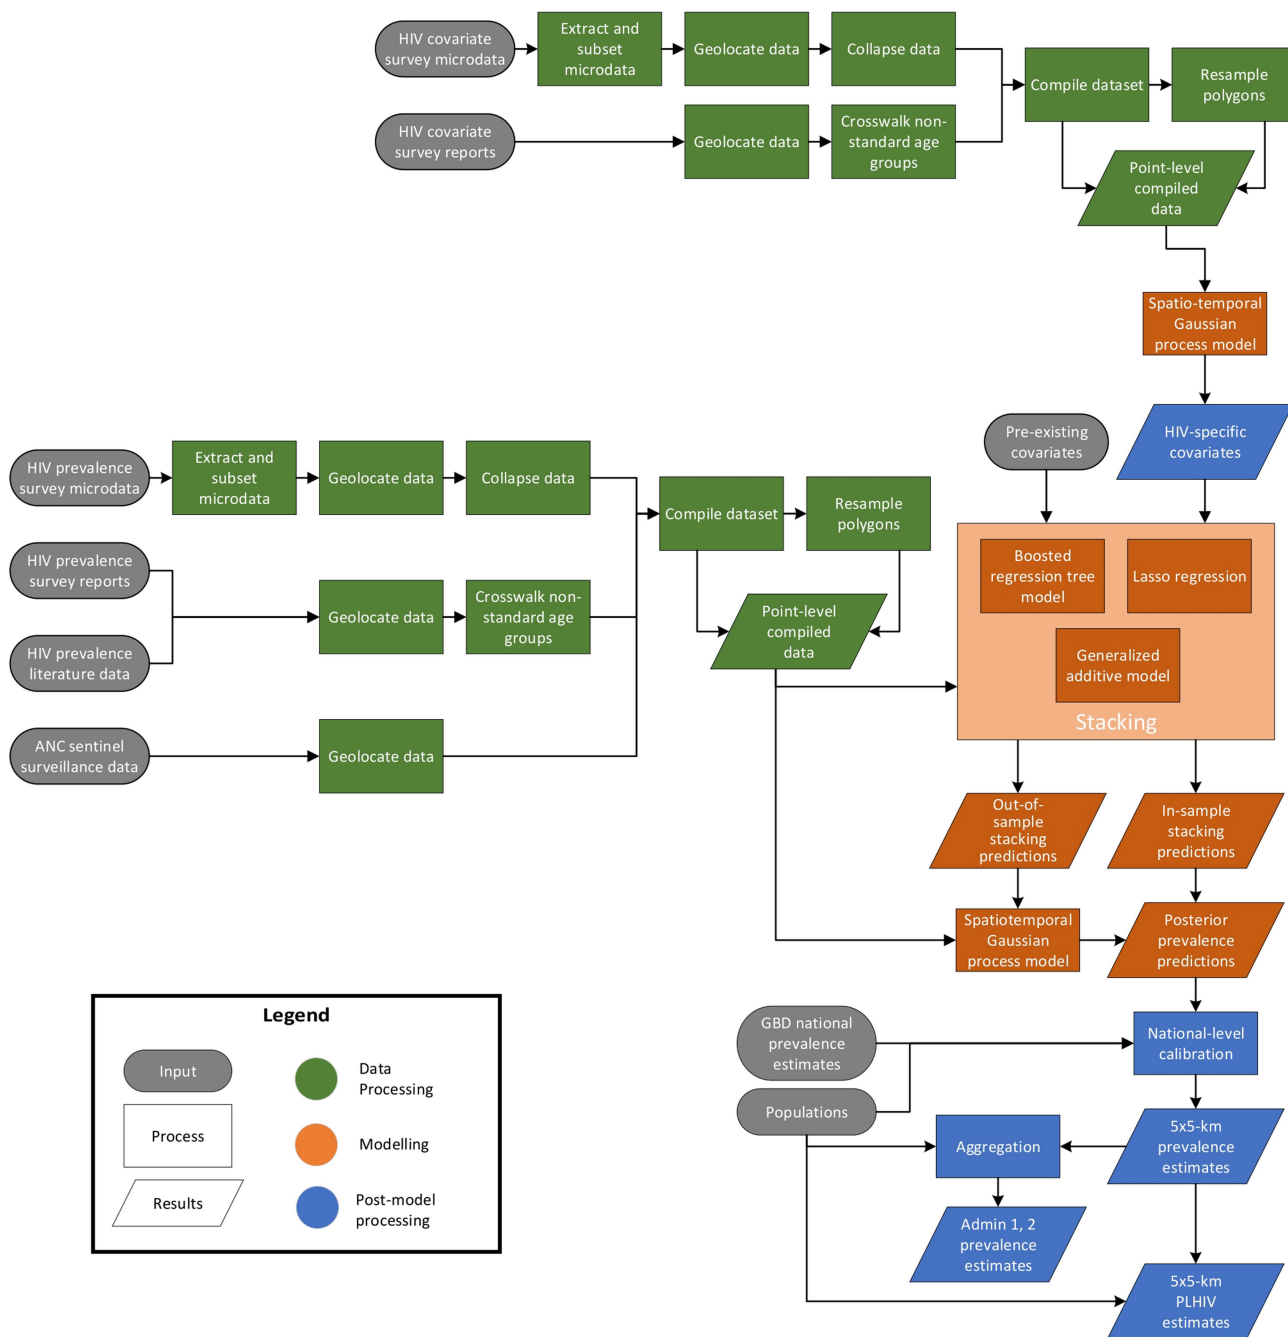 HIV covariate
survey microdata
Extract and
subset
microdata
Geolocate data
Collapse data
Compile dataset
Resample
polygons
HIV covariate
survey reports
Geolocate data
Crosswalk non-
standard age
groups
Point-level
compiled
data
Spatio-temporal
Gaussian
process model
Pre-existing
covariates
HIV-specific
covariates
HIV prevalence
survey microdata
Extract and
subset
microdata
Geolocate data
Collapse data
Compile dataset
Resample
polygons
HIV prevalence
survey reports
HIV prevalence
literature data
Geolocate data
Crosswalk non-
standard age
groups
Point-level
compiled
data
ANC sentinel
surveillance data
Geolocate data
Boosted
regression tree
model
Lasso regression
Generalized
additive model
Stacking
Out-of-
sample
stacking
predictions
In-sample
stacking
predictions
Spatiotemporal
Gaussian
process model
Posterior
prevalence
predictions
GBD national
prevalence
estimates
National-level
calibration
Populations
Aggregation
5x5-km
prevalence
estimates
Admin 1, 2
prevalence
estimates
5x5-km
PLHIV
estimates
Legend
Input
Data
Processing
Process
Modelling
Results
Post-model
processing